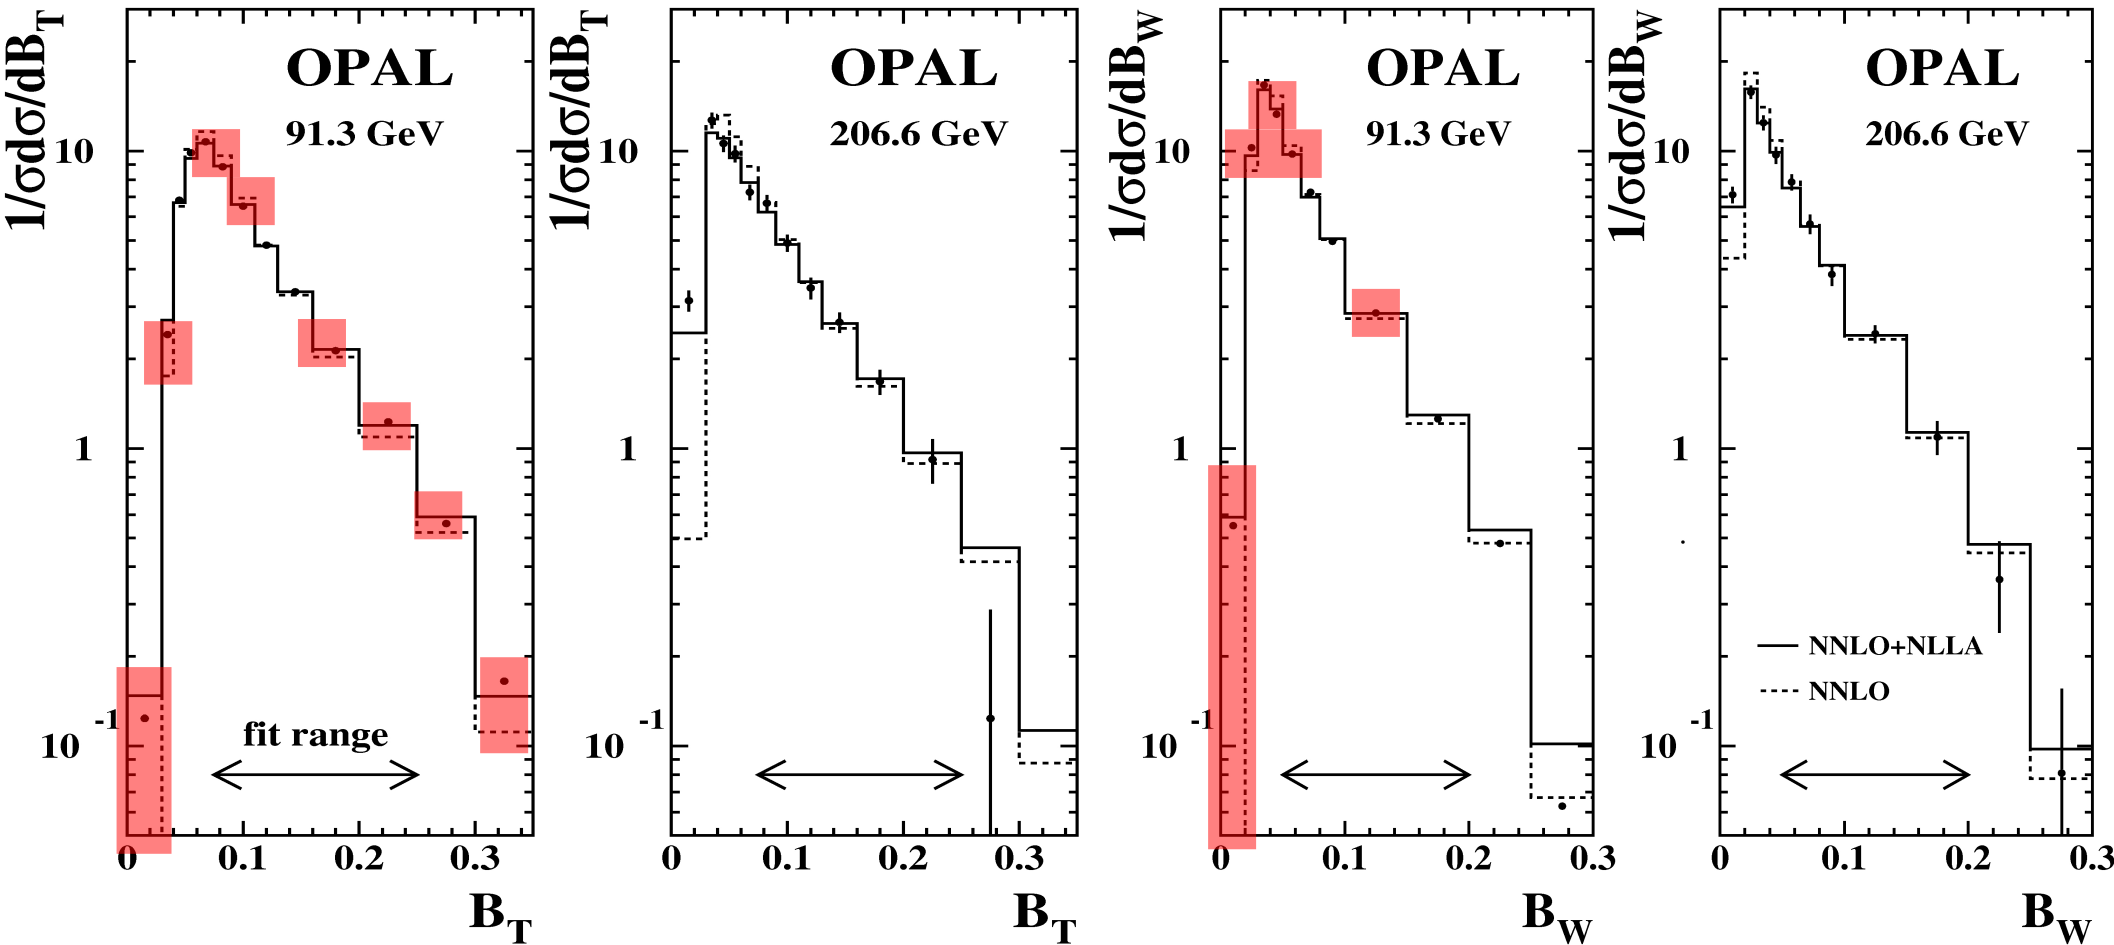 1/σdσ/dB_T
OPAL
91.3 GeV
10
1
10^-1
fit range
0 0.1 0.2 0.3
B_T
1/σdσ/dB_T
OPAL
206.6 GeV
10
1
10^-1
0 0.1 0.2 0.3
B_T
1/σdσ/dB_W
OPAL
91.3 GeV
10
1
10^-1
0 0.1 0.2 0.3
B_W
1/σdσ/dB_W
OPAL
206.6 GeV
10
1
NNLO+NLLA
NNLO
10^-1
0 0.1 0.2 0.3
B_W